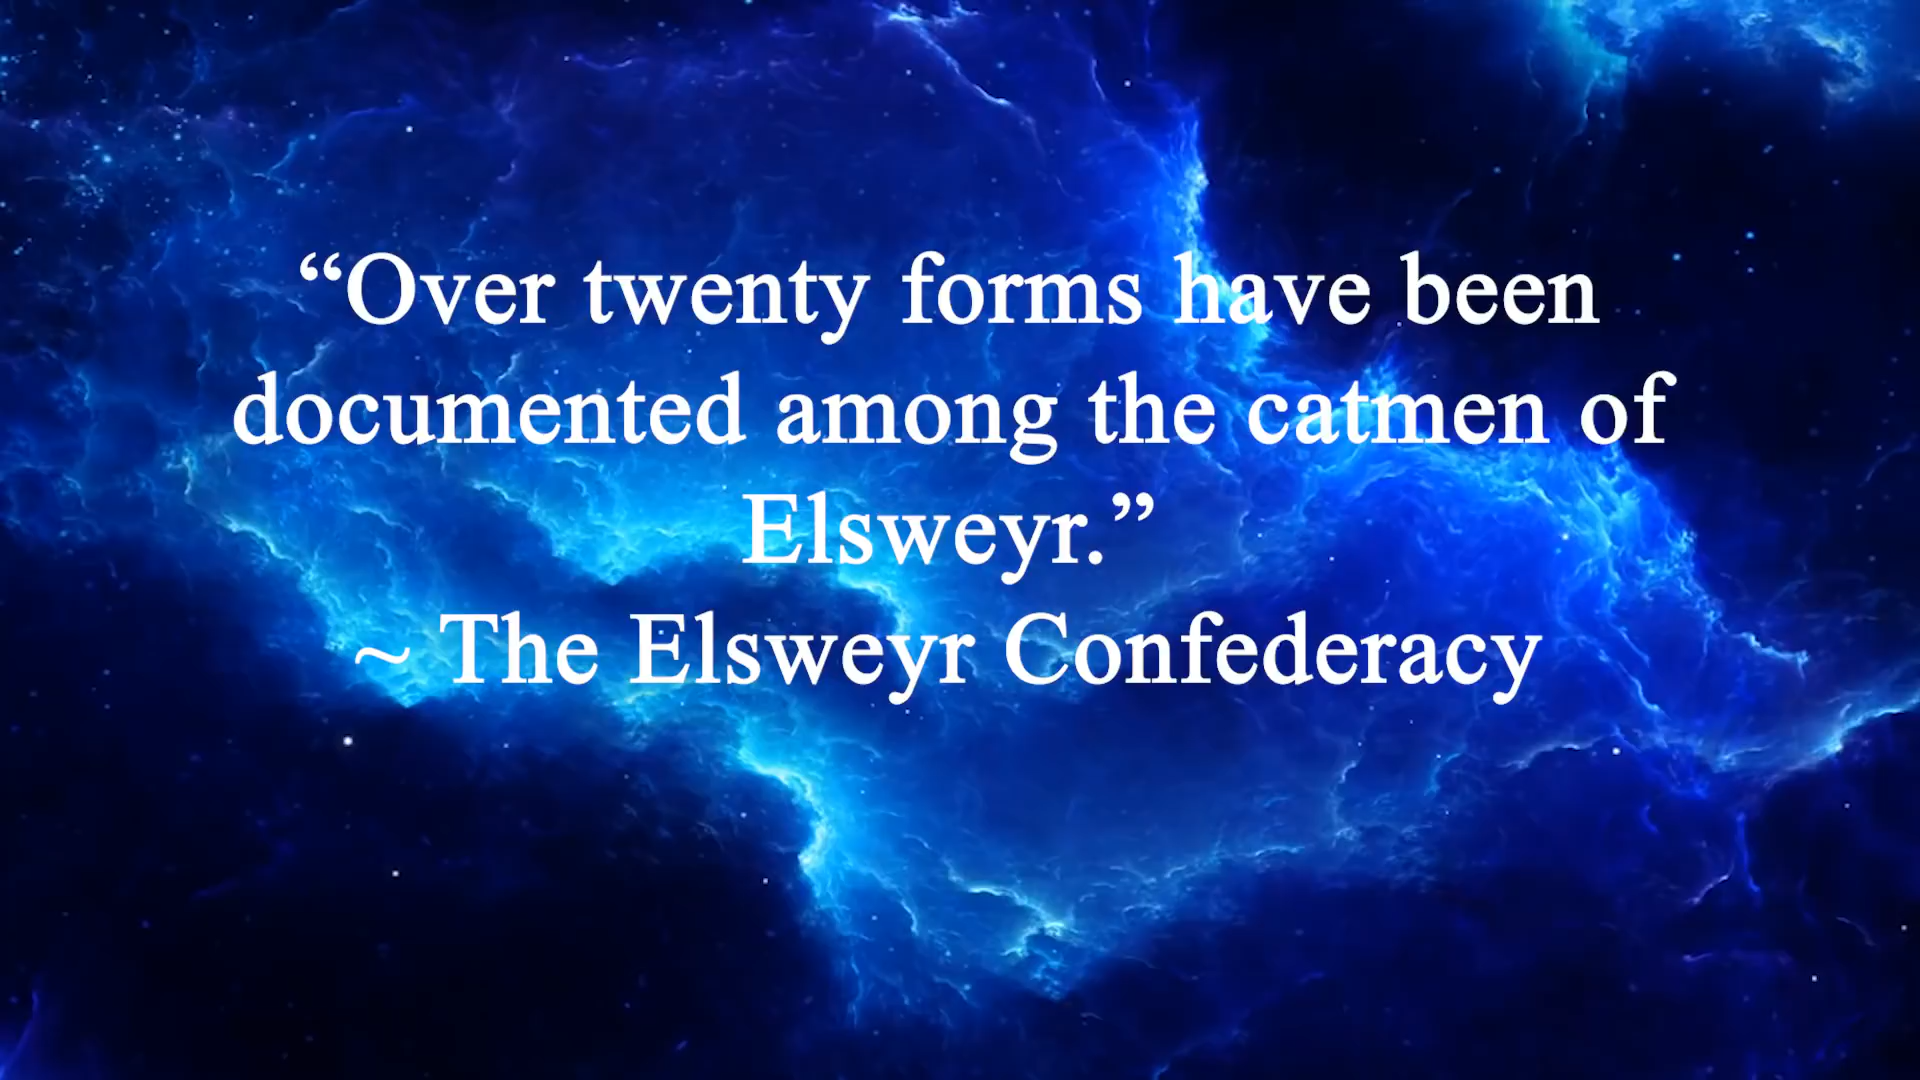 “Over twenty forms have been
documented among the catmen of
Elsweyr.”
~ The Elsweyr Confederacy